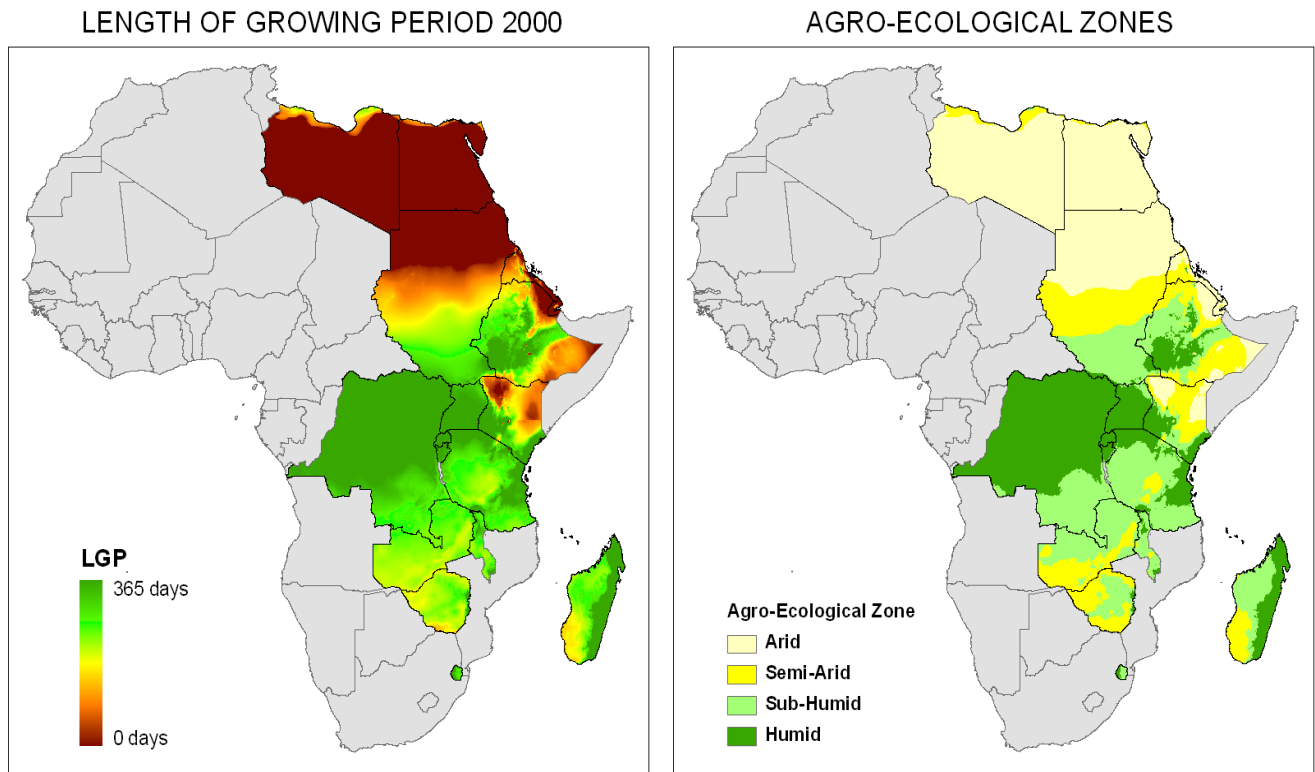 LENGTH OF GROWING PERIOD 2000
AGRO-ECOLOGICAL ZONES
LGP
365 days
0 days
Agro-Ecological Zone
Arid
Semi-Arid
Sub-Humid
Humid